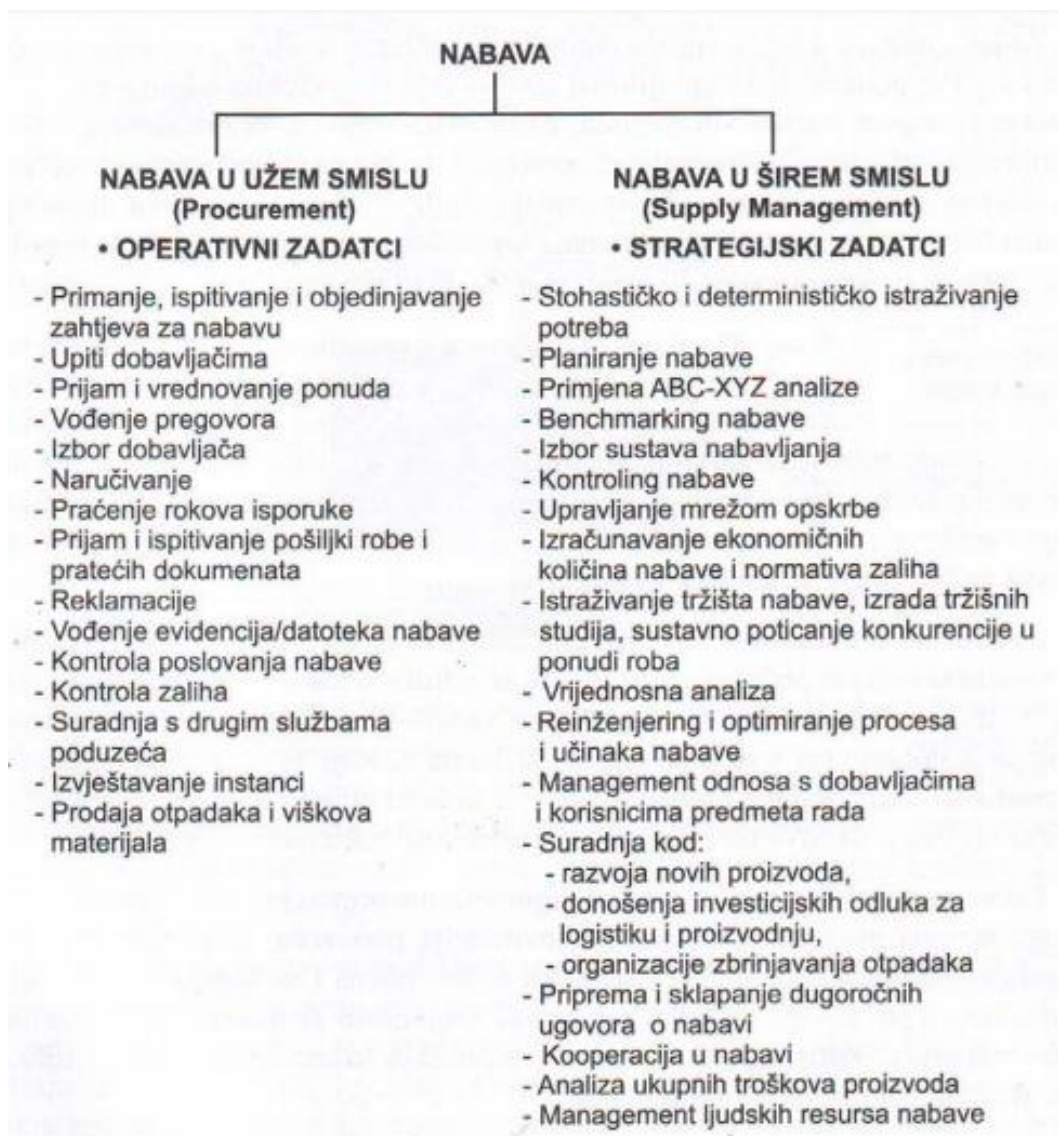 NABAVA
NABAVA U UŽEM SMISLU
(Procurement)
• OPERATIVNI ZADATCI
- Primanje, ispitivanje i objedinjavanje
zahtjeva za nabavu
- Upiti dobavljačima
- Prijam i vrednovanje ponuda
- Vođenje pregovora
- Izbor dobavljača
- Naručivanje
- Praćenje rokova isporuke
- Prijam i ispitivanje pošiljki robe i
pratećih dokumenata
- Reklamacije
- Vođenje evidencija/datoteka nabave
- Kontrola poslovanja nabave
- Kontrola zaliha
- Suradnja s drugim službama
poduzeća
- Izvještavanje instanci
- Prodaja otpadaka i viškova
materijala
NABAVA U ŠIREM SMISLU
(Supply Management)
• STRATEGIJSKI ZADATCI
- Stohastičko i determinističko istraživanje
potreba
- Planiranje nabave
- Primjena ABC-XYZ analize
- Benchmarking nabave
- Izbor sustava nabavljanja
- Kontroling nabave
- Upravljanje mrežom opskrbe
- Izračunavanje ekonomičnih
količina nabave i normativa zaliha
- Istraživanje tržišta nabave, izrada tržišnih
studija, sustavno poticanje konkurencije u
ponudi roba
- Vrijednosna analiza
- Reinženjering i optimiranje procesa
i učinaka nabave
- Management odnosa s dobavljačima
i korisnicima predmeta rada
- Suradnja kod:
- razvoja novih proizvoda,
- donošenja investicijskih odluka za
logistiku i proizvodnju,
- organizacije zbrinjavanja otpadaka
- Priprema i sklapanje dugoročnih
ugovora o nabavi
- Kooperacija u nabavi
- Analiza ukupnih troškova proizvoda
- Management ljudskih resursa nabave